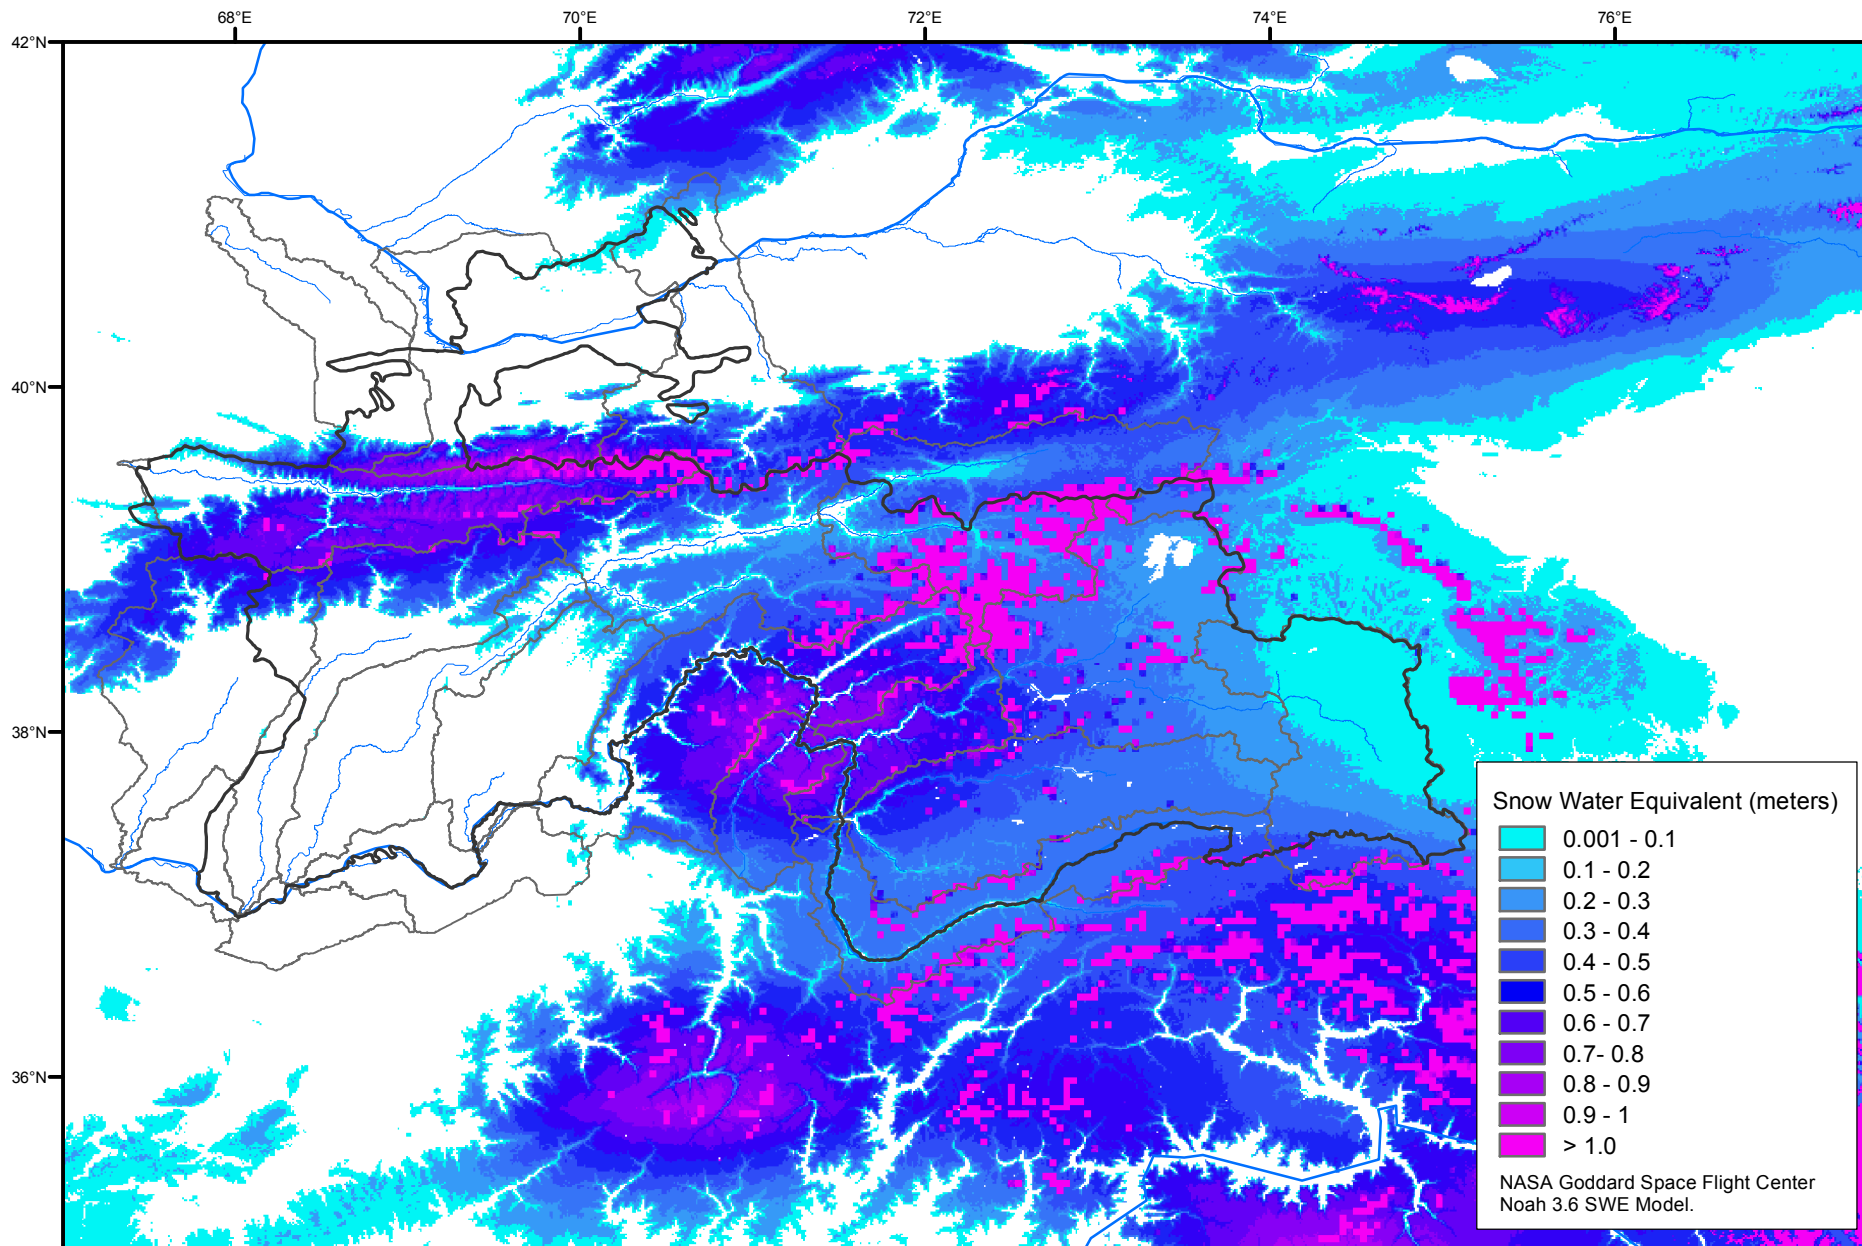 68°E 70°E 72°E 74°E 76°E
42°N
40°N
38°N
36°N
Snow Water Equivalent (meters)
0.001 - 0.1
0.1 - 0.2
0.2 - 0.3
0.3 - 0.4
0.4 - 0.5
0.5 - 0.6
0.6 - 0.7
0.7- 0.8
0.8 - 0.9
0.9 - 1
> 1.0
NASA Goddard Space Flight Center
Noah 3.6 SWE Model.